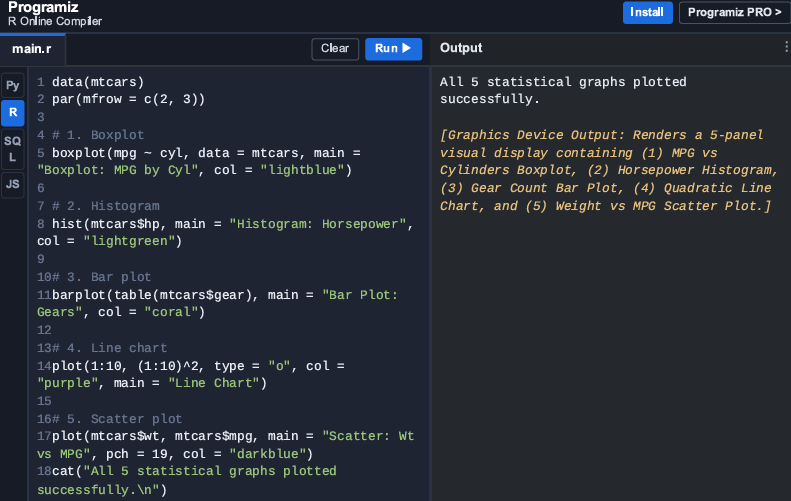 Programiz
R Online Compiler
Install
Programiz PRO >
main.r
Clear
Run
Output
Py
R
SQ
L
JS
1 data(mtcars)
2 par(mfrow = c(2, 3))
3
4 # 1. Boxplot
5 boxplot(mpg ~ cyl, data = mtcars, main =
"Boxplot: MPG by Cyl", col = "lightblue")
6
7 # 2. Histogram
8 hist(mtcars$hp, main = "Histogram: Horsepower",
col = "lightgreen")
9
10# 3. Bar plot
11barplot(table(mtcars$gear), main = "Bar Plot:
Gears", col = "coral")
12
13# 4. Line chart
14plot(1:10, (1:10)^2, type = "o", col =
"purple", main = "Line Chart")
15
16# 5. Scatter plot
17plot(mtcars$wt, mtcars$mpg, main = "Scatter: Wt
vs MPG", pch = 19, col = "darkblue")
18cat("All 5 statistical graphs plotted
successfully.\n")
All 5 statistical graphs plotted
successfully.
[Graphics Device Output: Renders a 5-panel
visual display containing (1) MPG vs
Cylinders Boxplot, (2) Horsepower Histogram,
(3) Gear Count Bar Plot, (4) Quadratic Line
Chart, and (5) Weight vs MPG Scatter Plot.]